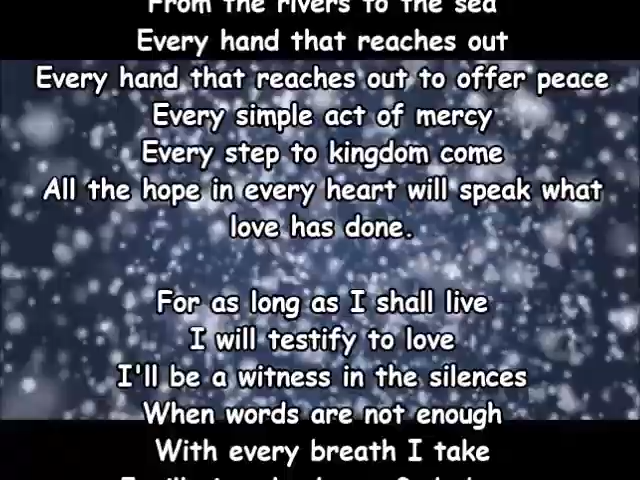 From the rivers to the sea
Every hand that reaches out
Every hand that reaches out to offer peace
Every simple act of mercy
Every step to kingdom come
All the hope in every heart will speak what
love has done.
For as long as I shall live
I will testify to love
I'll be a witness in the silences
When words are not enough
With every breath I take